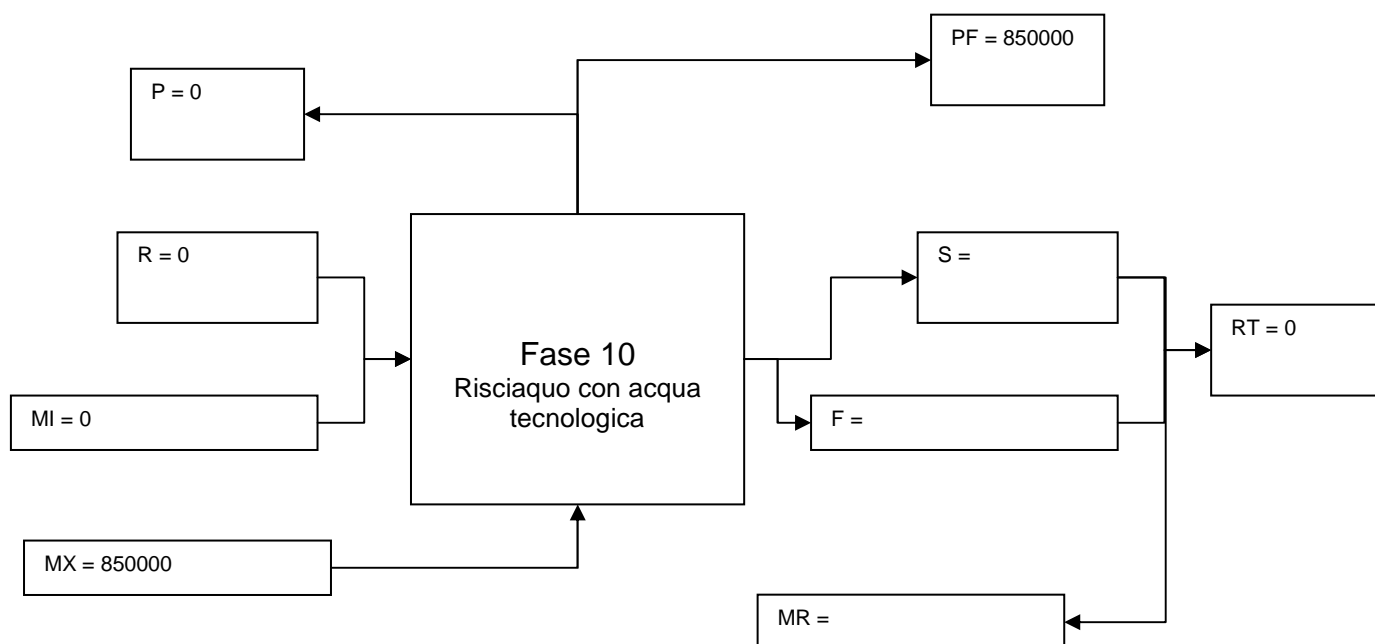 PF = 850000
P = 0
R = 0
S =
RT = 0
Fase 10
Risciaquo con acqua
tecnologica
MI = 0
F =
MX = 850000
MR =